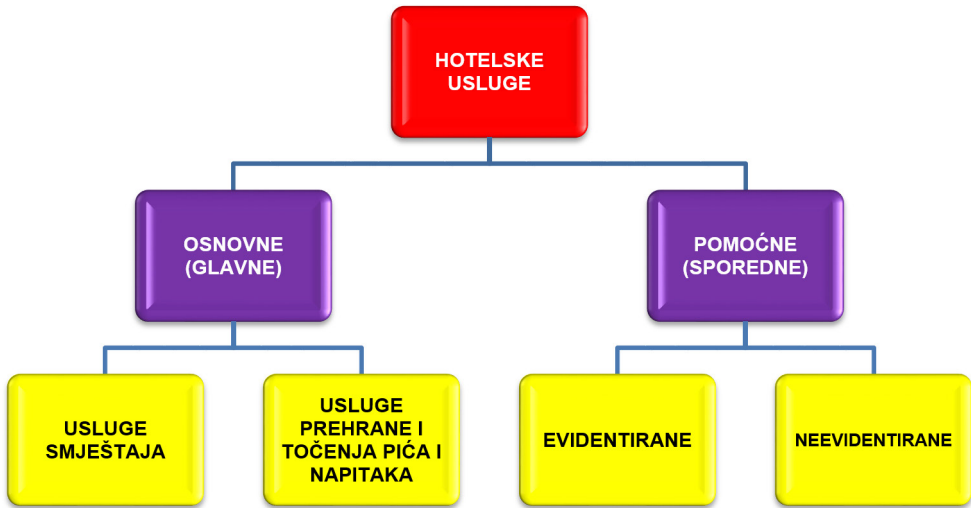 HOTELSKE
USLUGE
OSNOVNE
(GLAVNE)
POMOĆNE
(SPOREDNE)
USLUGE
SMJEŠTAJA
USLUGE
PREHRANE I
TOČENJA PIĆA I
NAPITAKA
EVIDENTIRANE
NEEVIDENTIRANE